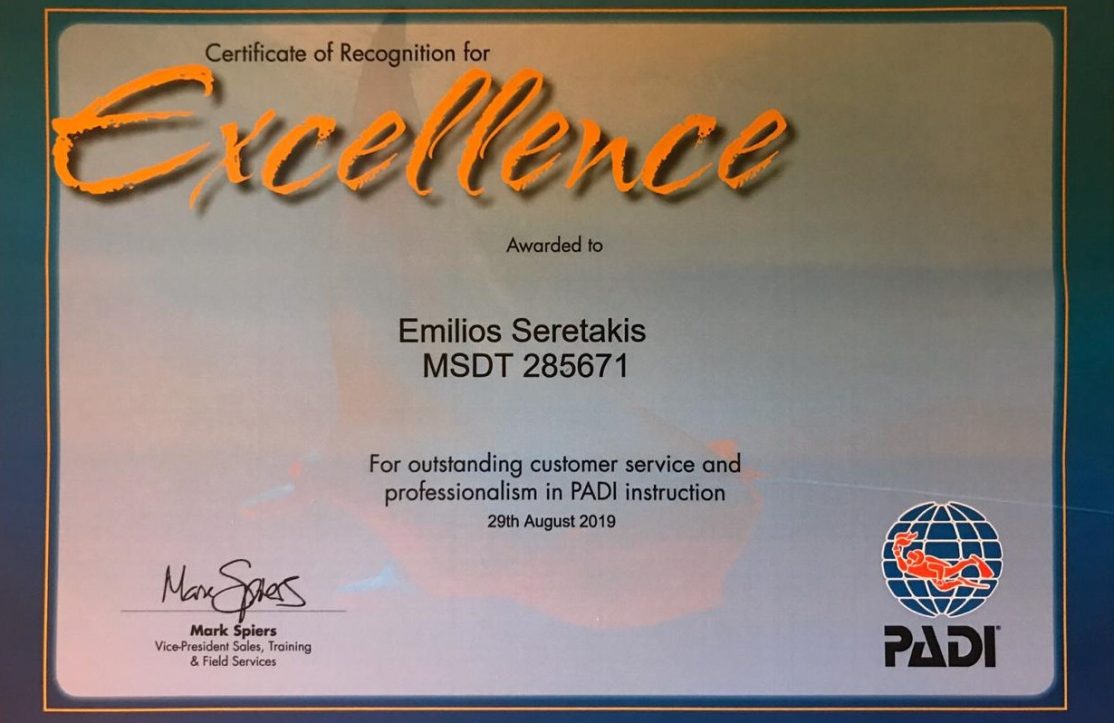 Certificate of Recognition for
Excellence
Awarded to
Emilios Seretakis
MSDT 285671
For outstanding customer service and
professionalism in PADI instruction
29th August 2019
Mark Spiers
Mark Spiers
Vice-President Sales, Training
& Field Services
PADI®